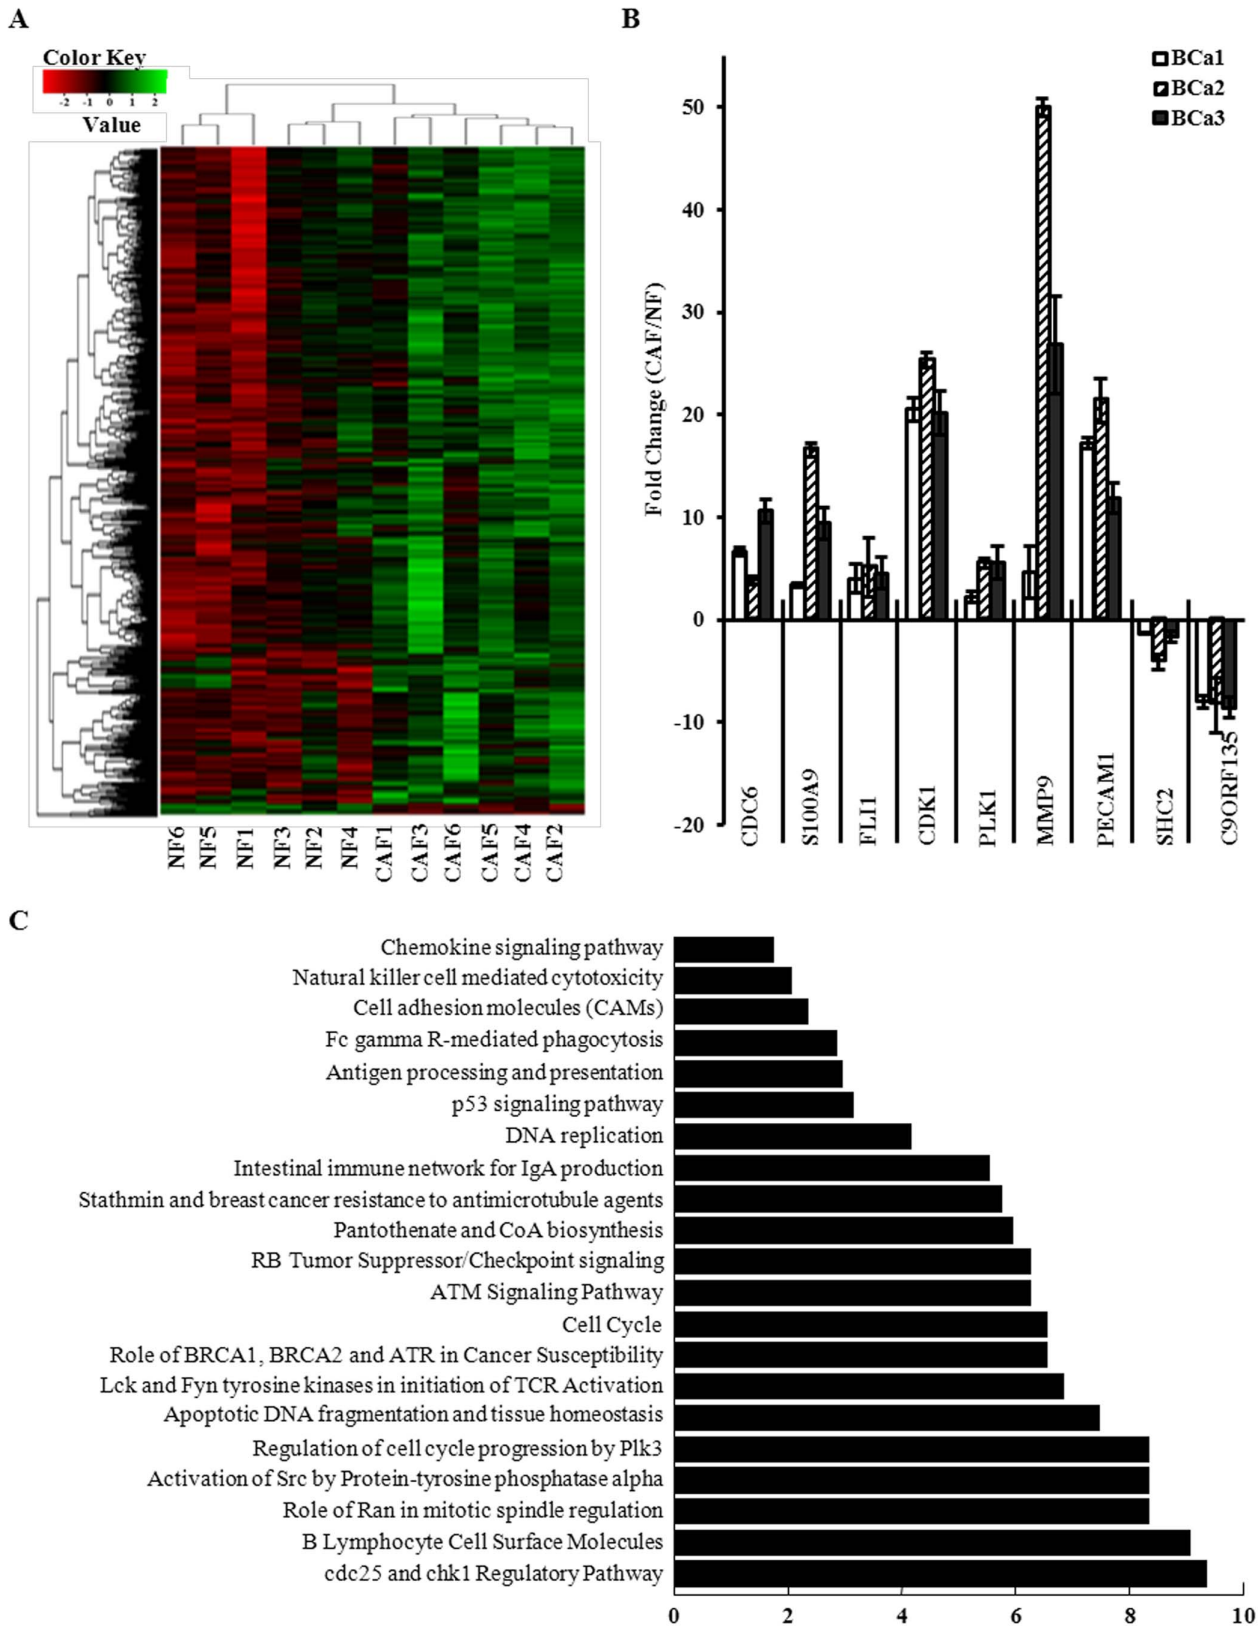 A
Color Key
-2 -1 0 1 2
Value
NF6 NF5 NF1 NF3 NF2 NF4 CAF1 CAF3 CAF6 CAF5 CAF4 CAF2
B
BCa1
BCa2
BCa3
Fold Change (CAF/NF)
50
40
30
20
10
0
-10
-20
CDC6 S100A9 FLI1 CDK1 PLK1 MMP9 PECAM1 SHC2 C9ORF135
C
Chemokine signaling pathway
Natural killer cell mediated cytotoxicity
Cell adhesion molecules (CAMs)
Fc gamma R-mediated phagocytosis
Antigen processing and presentation
p53 signaling pathway
DNA replication
Intestinal immune network for IgA production
Stathmin and breast cancer resistance to antimicrotubule agents
Pantothenate and CoA biosynthesis
RB Tumor Suppressor/Checkpoint signaling
ATM Signaling Pathway
Cell Cycle
Role of BRCA1, BRCA2 and ATR in Cancer Susceptibility
Lck and Fyn tyrosine kinases in initiation of TCR Activation
Apoptotic DNA fragmentation and tissue homeostasis
Regulation of cell cycle progression by Plk3
Activation of Src by Protein-tyrosine phosphatase alpha
Role of Ran in mitotic spindle regulation
B Lymphocyte Cell Surface Molecules
cdc25 and chk1 Regulatory Pathway
0 2 4 6 8 10